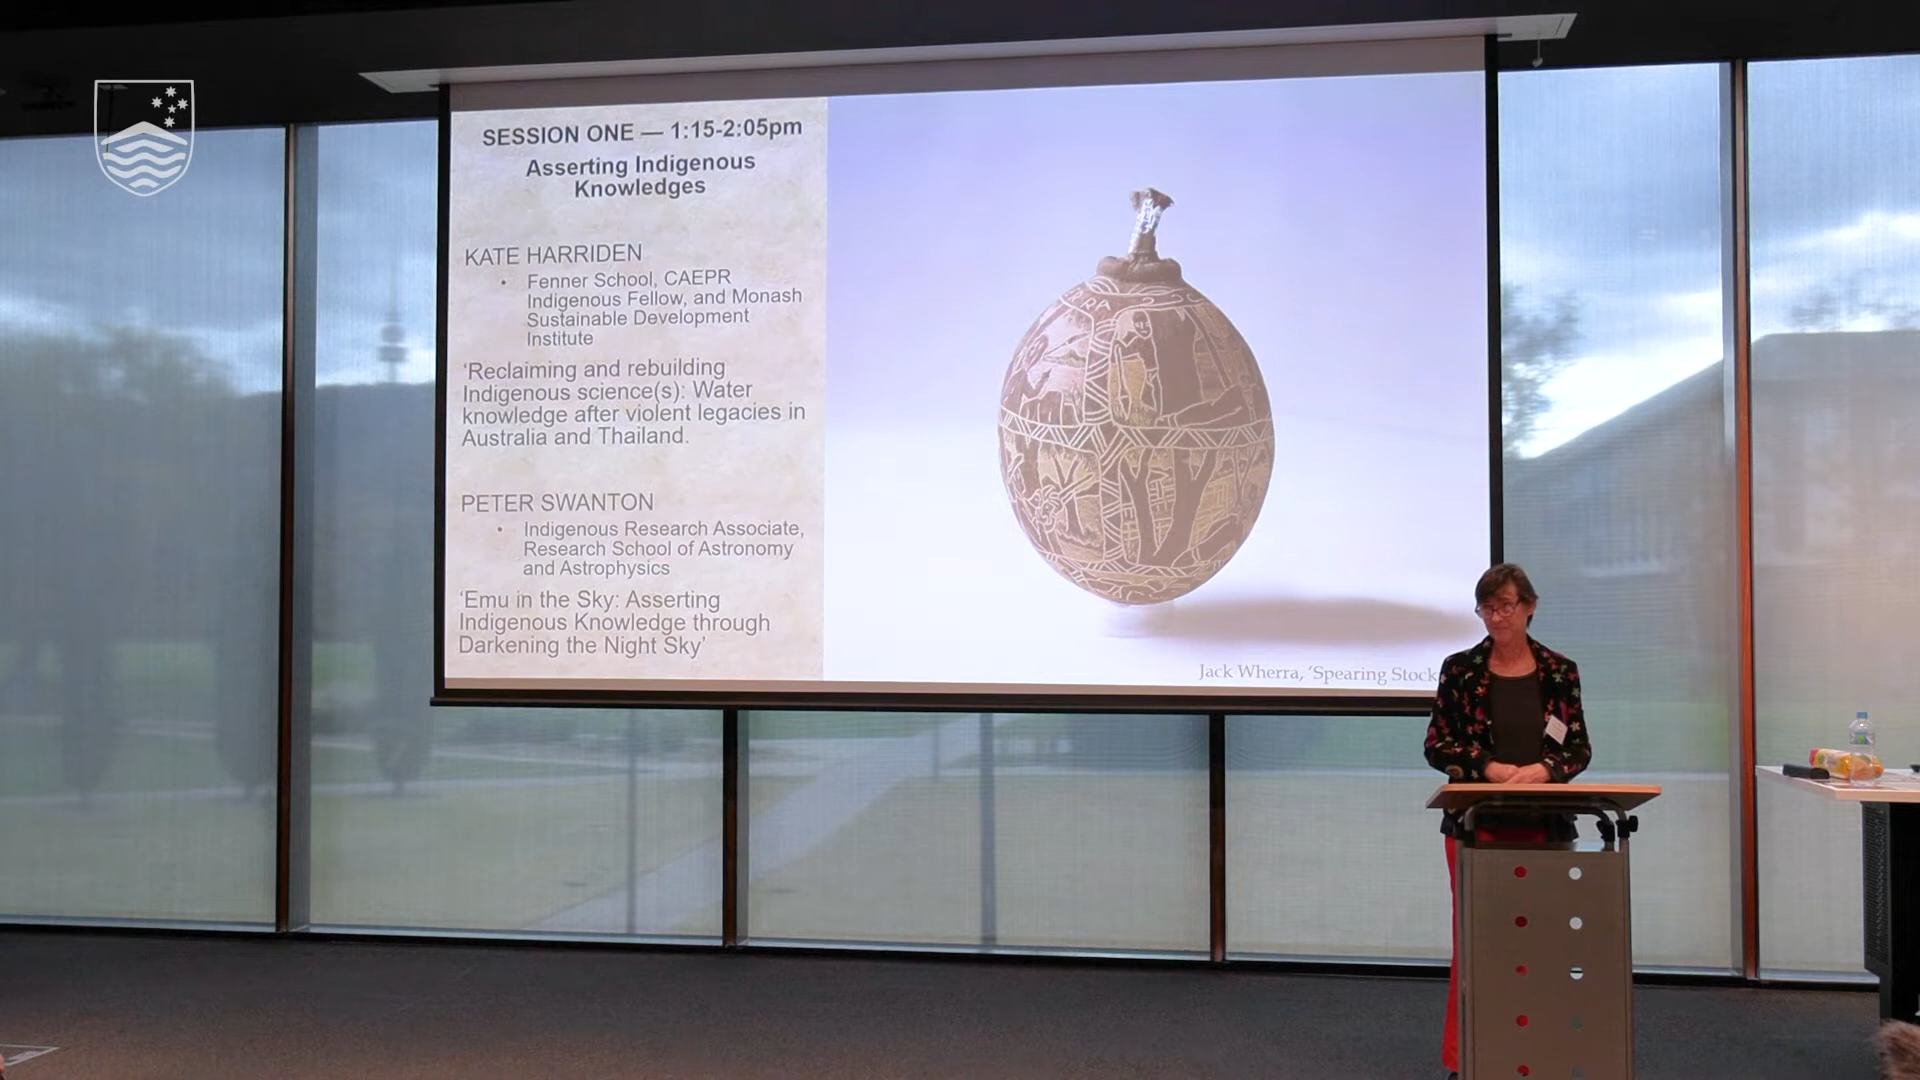 SESSION ONE — 1:15-2:05pm
Asserting Indigenous
Knowledges
KATE HARRIDEN
• Fenner School, CAEPR
Indigenous Fellow, and Monash
Sustainable Development
Institute
‘Reclaiming and rebuilding
Indigenous science(s): Water
knowledge after violent legacies in
Australia and Thailand.
PETER SWANTON
• Indigenous Research Associate,
Research School of Astronomy
and Astrophysics
‘Emu in the Sky: Asserting
Indigenous Knowledge through
Darkening the Night Sky’
Jack Wherra, ‘Spearing Stock